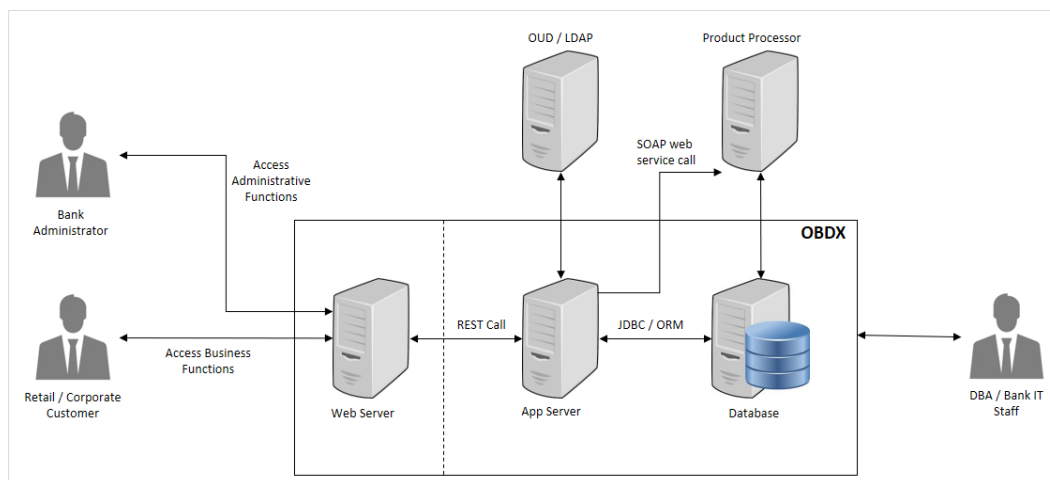 OUD / LDAP
Product Processor
SOAP web
service call
Access
Administrative
Functions
Bank
Administrator
OBDX
REST Call
JDBC / ORM
Access Business
Functions
Retail / Corporate
Customer
Web Server
App Server
Database
DBA / Bank IT
Staff